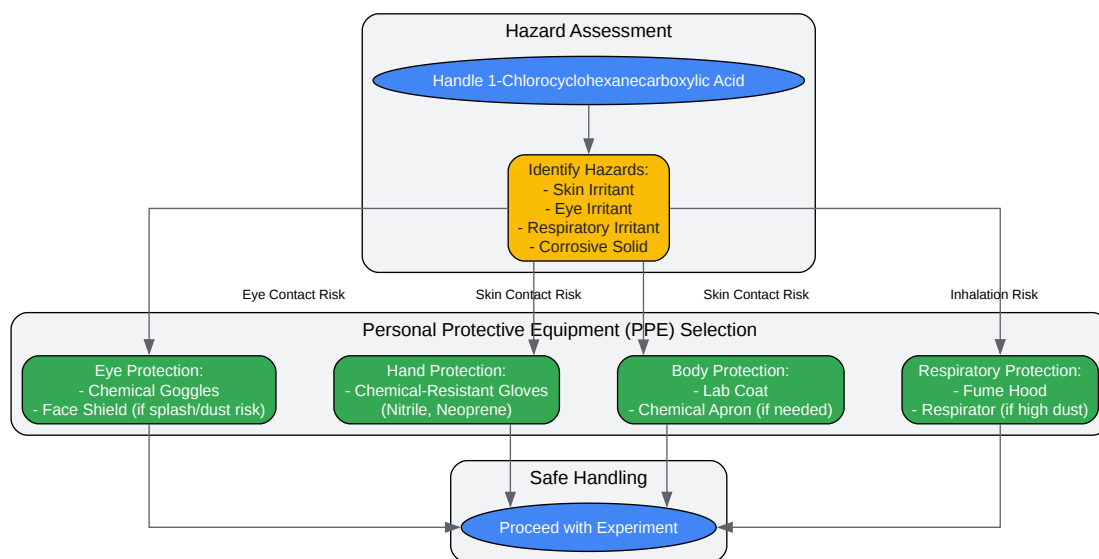 Hazard Assessment
Handle 1-Chlorocyclohexanecarboxylic Acid
Identify Hazards:
- Skin Irritant
- Eye Irritant
- Respiratory Irritant
- Corrosive Solid
Eye Contact Risk
Skin Contact Risk
Skin Contact Risk
Inhalation Risk
Personal Protective Equipment (PPE) Selection
Eye Protection:
- Chemical Goggles
- Face Shield (if splash/dust risk)
Hand Protection:
- Chemical-Resistant Gloves
(Nitrile, Neoprene)
Body Protection:
- Lab Coat
- Chemical Apron (if needed)
Respiratory Protection:
- Fume Hood
- Respirator (if high dust)
Safe Handling
Proceed with Experiment